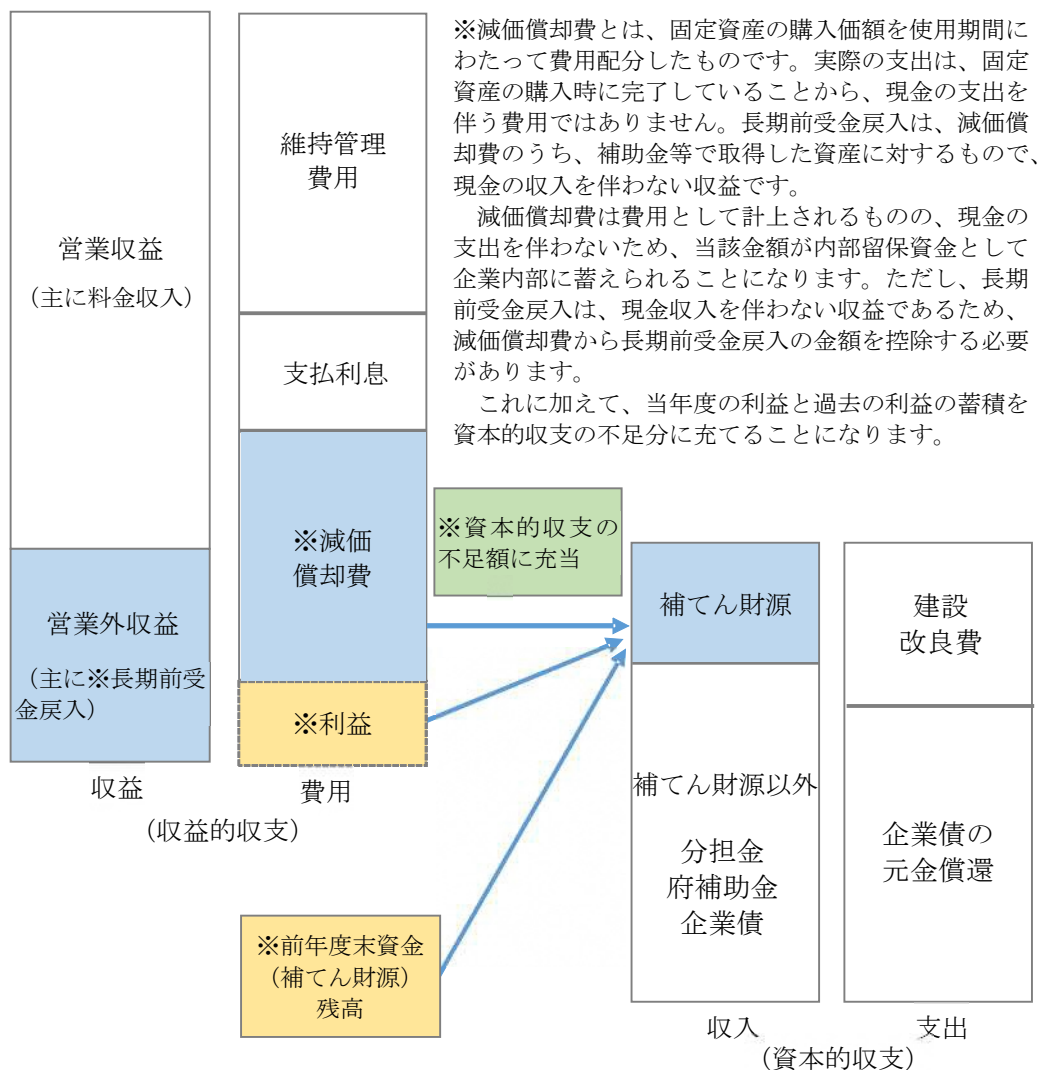 ※減価償却費とは、固定資産の購入価額を使用期間に
わたって費用配分したものです。実際の支出は、固定
資産の購入時に完了していることから、現金の支出を
伴う費用ではありません。長期前受金戻入は、減価償
却費のうち、補助金等で取得した資産に対するもので、
現金の収入を伴わない収益です。
　減価償却費は費用として計上されるものの、現金の
支出を伴わないため、当該金額が内部留保資金として
企業内部に蓄えられることになります。ただし、長期
前受金戻入は、現金収入を伴わない収益であるため、
減価償却費から長期前受金戻入の金額を控除する必要
があります。
　これに加えて、当年度の利益と過去の利益の蓄積を
資本的収支の不足分に充てることになります。
営業収益
（主に料金収入）
営業外収益
（主に※長期前受
金戻入）
収益
維持管理
費用
支払利息
※減価
償却費
※利益
費用
（収益的収支）
※資本的収支の
不足額に充当
※前年度末資金
（補てん財源）
残高
補てん財源
補てん財源以外
分担金
府補助金
企業債
収入
建設
改良費
企業債の
元金償還
支出
（資本的収支）